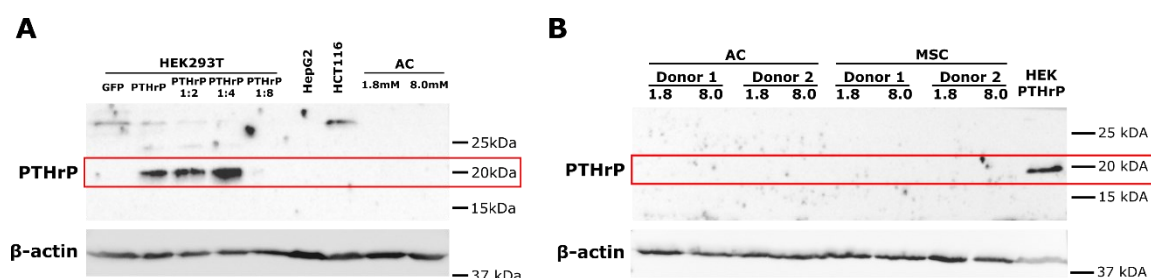 A
HEK293T
GFP PTHrP PTHrP 1:2 PTHrP 1:4 PTHrP 1:8 HepG2 HCT116 AC 1.8mM 8.0mM
25kDa
PTHrP 20kDa
15kDa
β-actin
37 kDa
B
AC MSC
Donor 1 Donor 2 Donor 1 Donor 2 HEK PTHrP
1.8 8.0 1.8 8.0 1.8 8.0 1.8 8.0
25 kDA
PTHrP 20 kDA
15 kDA
β-actin
37 kDa